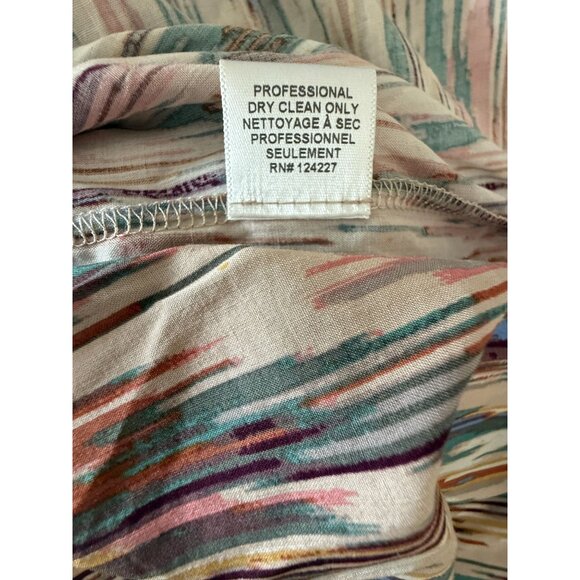 PROFESSIONAL
DRY CLEAN ONLY
NETTOYAGE À SEC
PROFESSIONNEL
SEULEMENT
RN# 124227